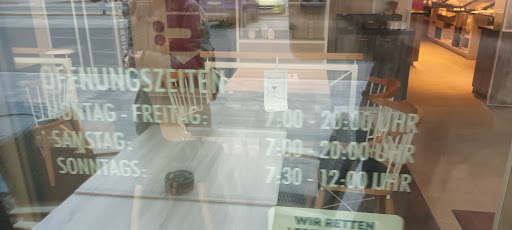 ÖFFNUNGSZEITEN
MONTAG - FREITAG: 7:00 - 20:00 UHR
SAMSTAG: 7:00 - 20:00 UHR
SONNTAGS: 7:30 - 12:00 UHR
WIR RETTEN